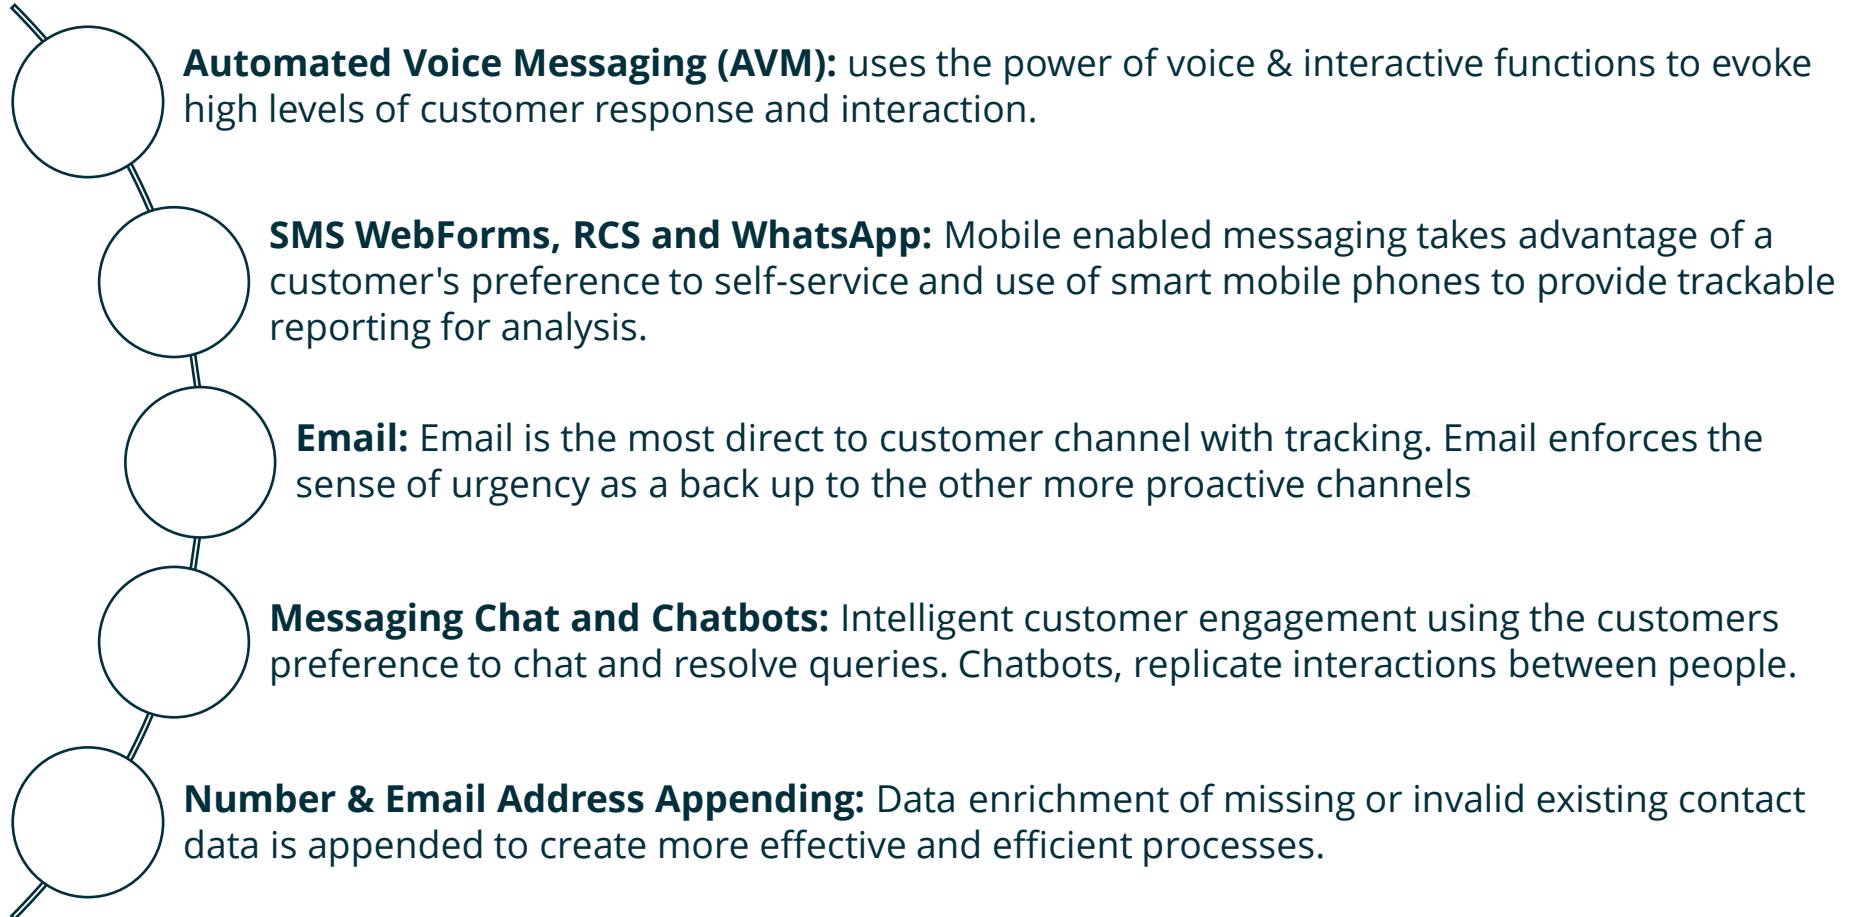 Automated Voice Messaging (AVM): uses the power of voice & interactive functions to evoke
high levels of customer response and interaction.
SMS WebForms, RCS and WhatsApp: Mobile enabled messaging takes advantage of a
customer's preference to self-service and use of smart mobile phones to provide trackable
reporting for analysis.
Email: Email is the most direct to customer channel with tracking. Email enforces the
sense of urgency as a back up to the other more proactive channels
Messaging Chat and Chatbots: Intelligent customer engagement using the customers
preference to chat and resolve queries. Chatbots, replicate interactions between people.
Number & Email Address Appending: Data enrichment of missing or invalid existing contact
data is appended to create more effective and efficient processes.